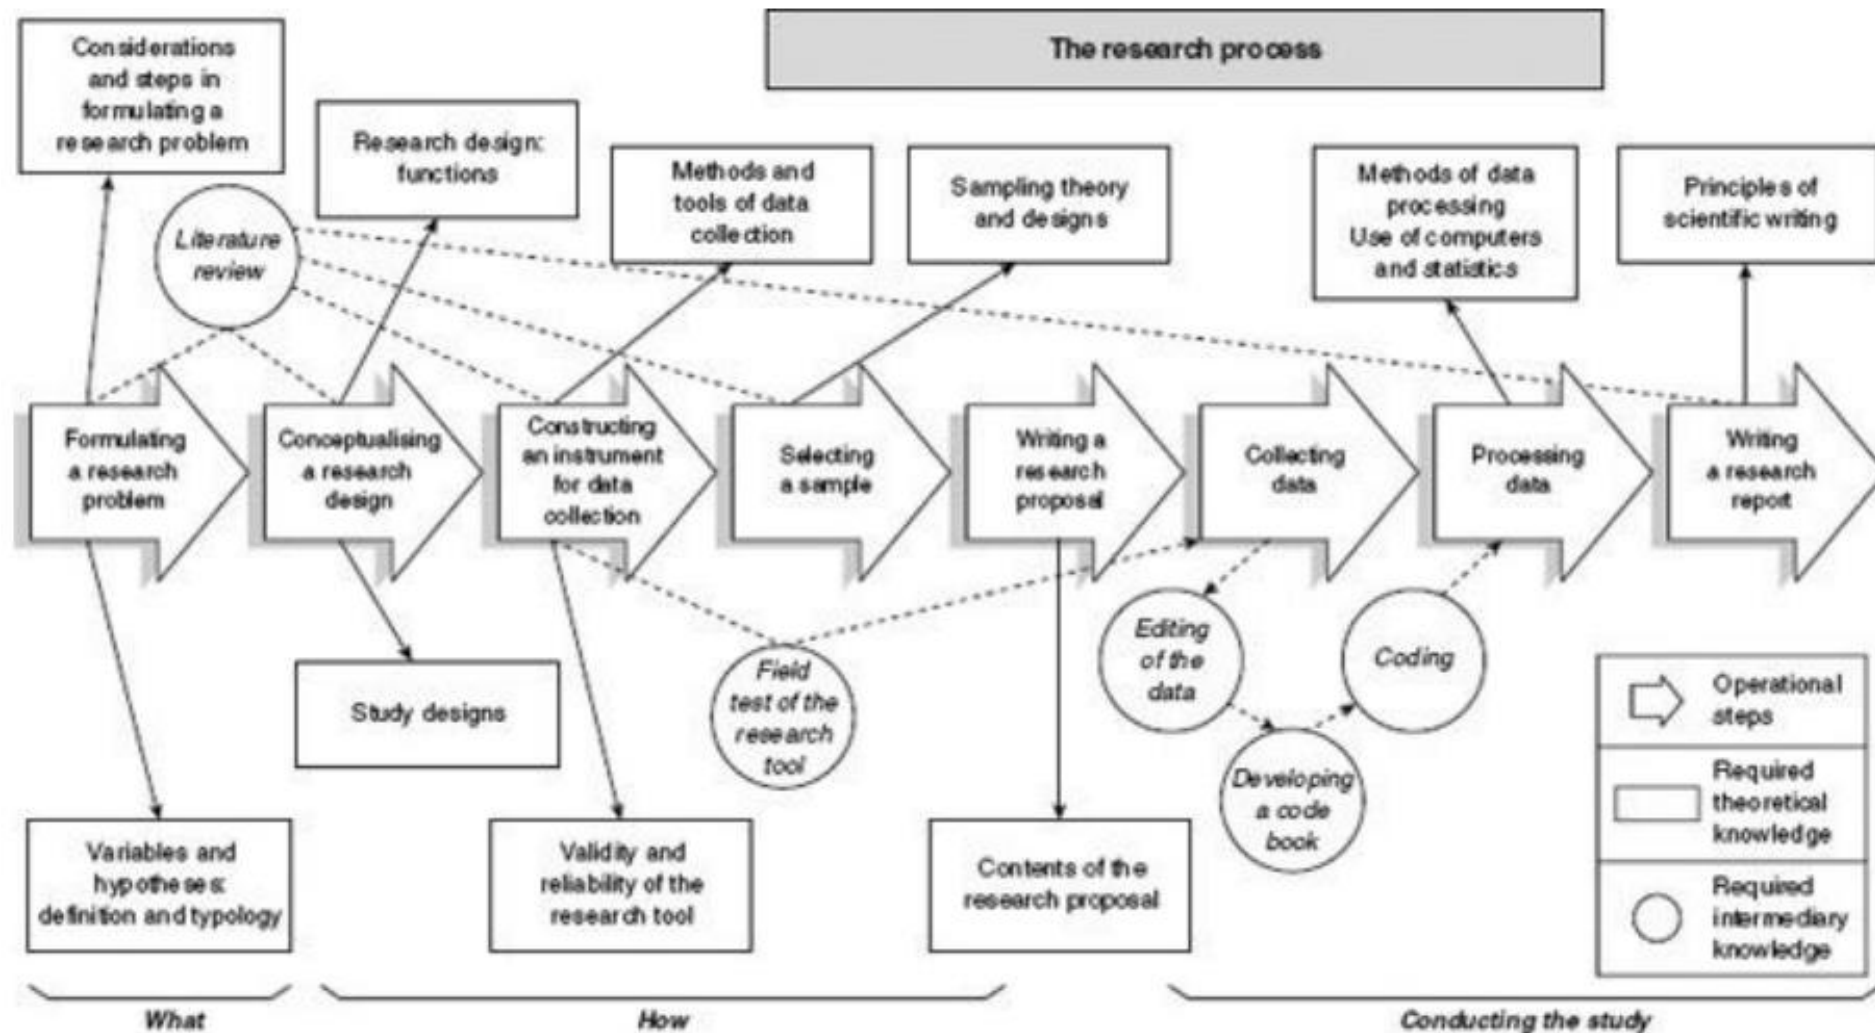 The research process
Considerations
and steps in
formulating a
research problem
Research design:
functions
Methods and
tools of data
collection
Sampling theory
and designs
Methods of data
processing
Use of computers
and statistics
Principles of
scientific writing
Literature
review
Formulating
a research
problem
Conceptualising
a research
design
Constructing
an instrument
for data
collection
Selecting
a sample
Writing a
research
proposal
Collecting
data
Processing
data
Writing
a research
report
Study designs
Field
test of the
research
tool
Editing
of the
data
Coding
Developing
a code
book
Variables and
hypotheses:
definition and typology
Validity and
reliability of the
research tool
Contents of the
research proposal
Operational
steps
Required
theoretical
knowledge
Required
intermediary
knowledge
What
How
Conducting the study